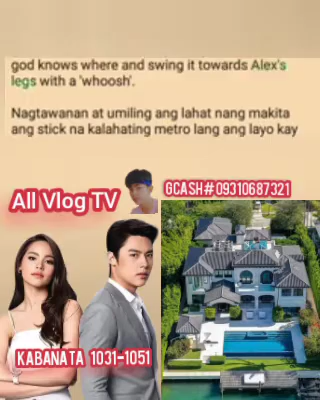 god knows where and swing it towards Alex's
legs with a 'whoosh'.
Nagtawanan at umiling ang lahat nang makita
ang stick na kalahating metro lang ang layo kay
All Vlog TV
GCASH#09310687321
KABANATA 1031-1051